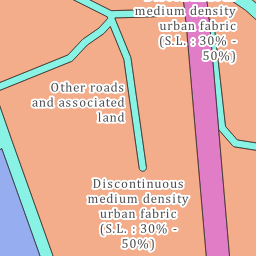 medium density
urban fabric
(S.L. : 30% -
50%)
Other roads
and associated
land
Discontinuous
medium density
urban fabric
(S.L. : 30% -
50%)